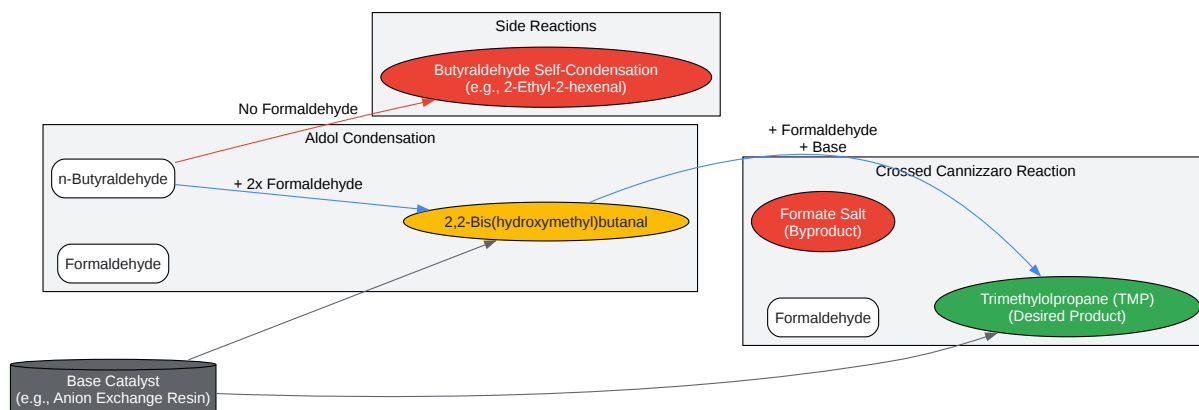 Side Reactions
Butyraldehyde Self-Condensation
(e.g., 2-Ethyl-2-hexenal)
No Formaldehyde
Aldol Condensation
n-Butyraldehyde
+ 2x Formaldehyde
2,2-Bis(hydroxymethyl)butanal
Formaldehyde
+ Formaldehyde
+ Base
Crossed Cannizzaro Reaction
Formate Salt
(Byproduct)
Formaldehyde
Trimethylolpropane (TMP)
(Desired Product)
Base Catalyst
(e.g., Anion Exchange Resin)